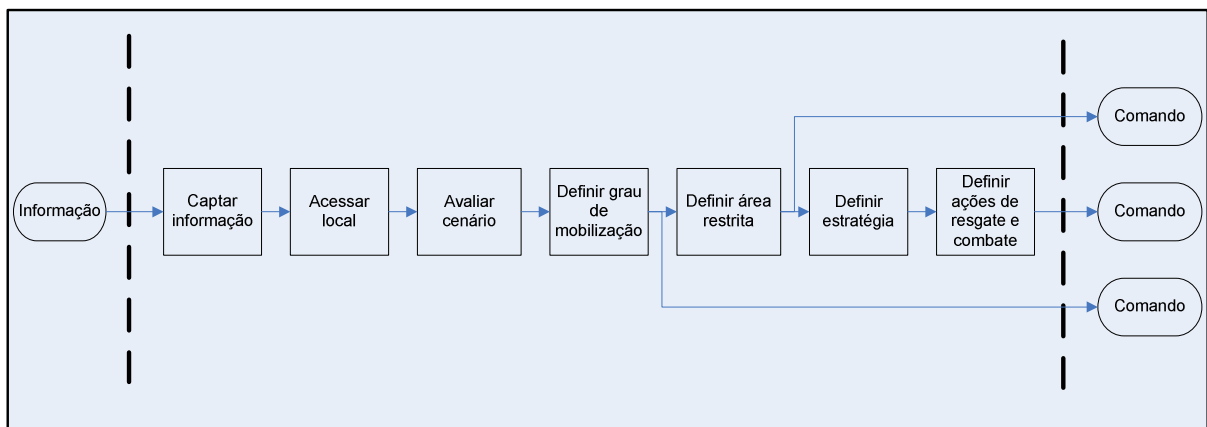 Informação
Captar
informação
Acessar
local
Avaliar
cenário
Definir grau
de
mobilização
Definir área
restrita
Definir
estratégia
Definir
ações de
resgate e
combate
Comando
Comando
Comando